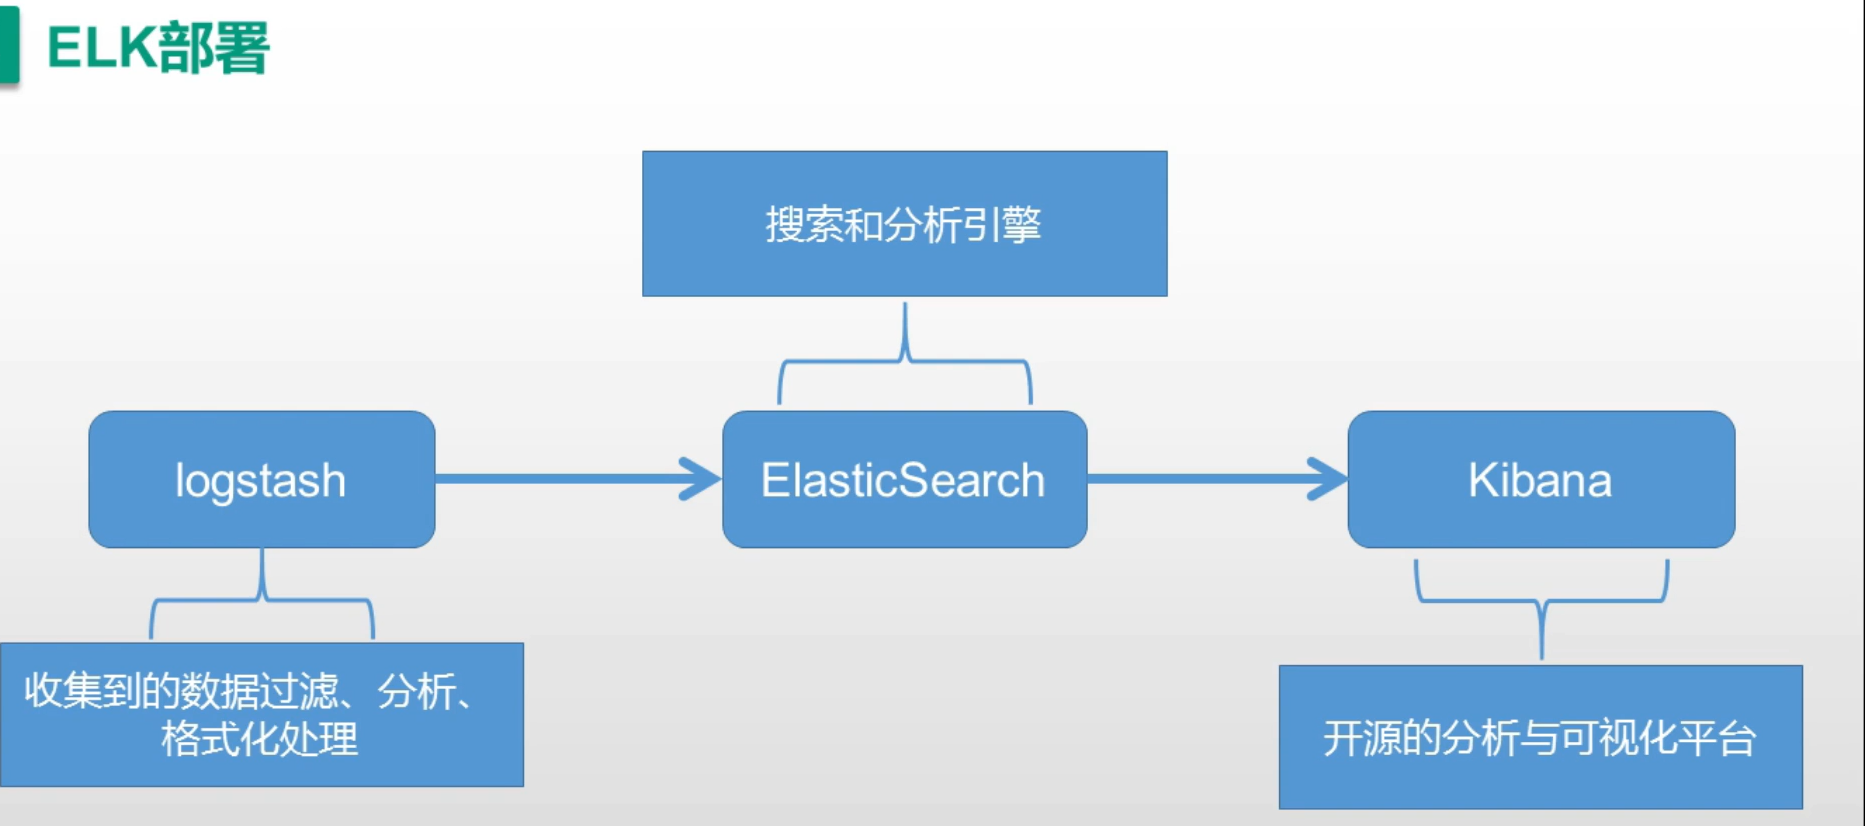 ELK部署
搜索和分析引擎
logstash
ElasticSearch
Kibana
收集到的数据过滤、分析、
格式化处理
开源的分析与可视化平台